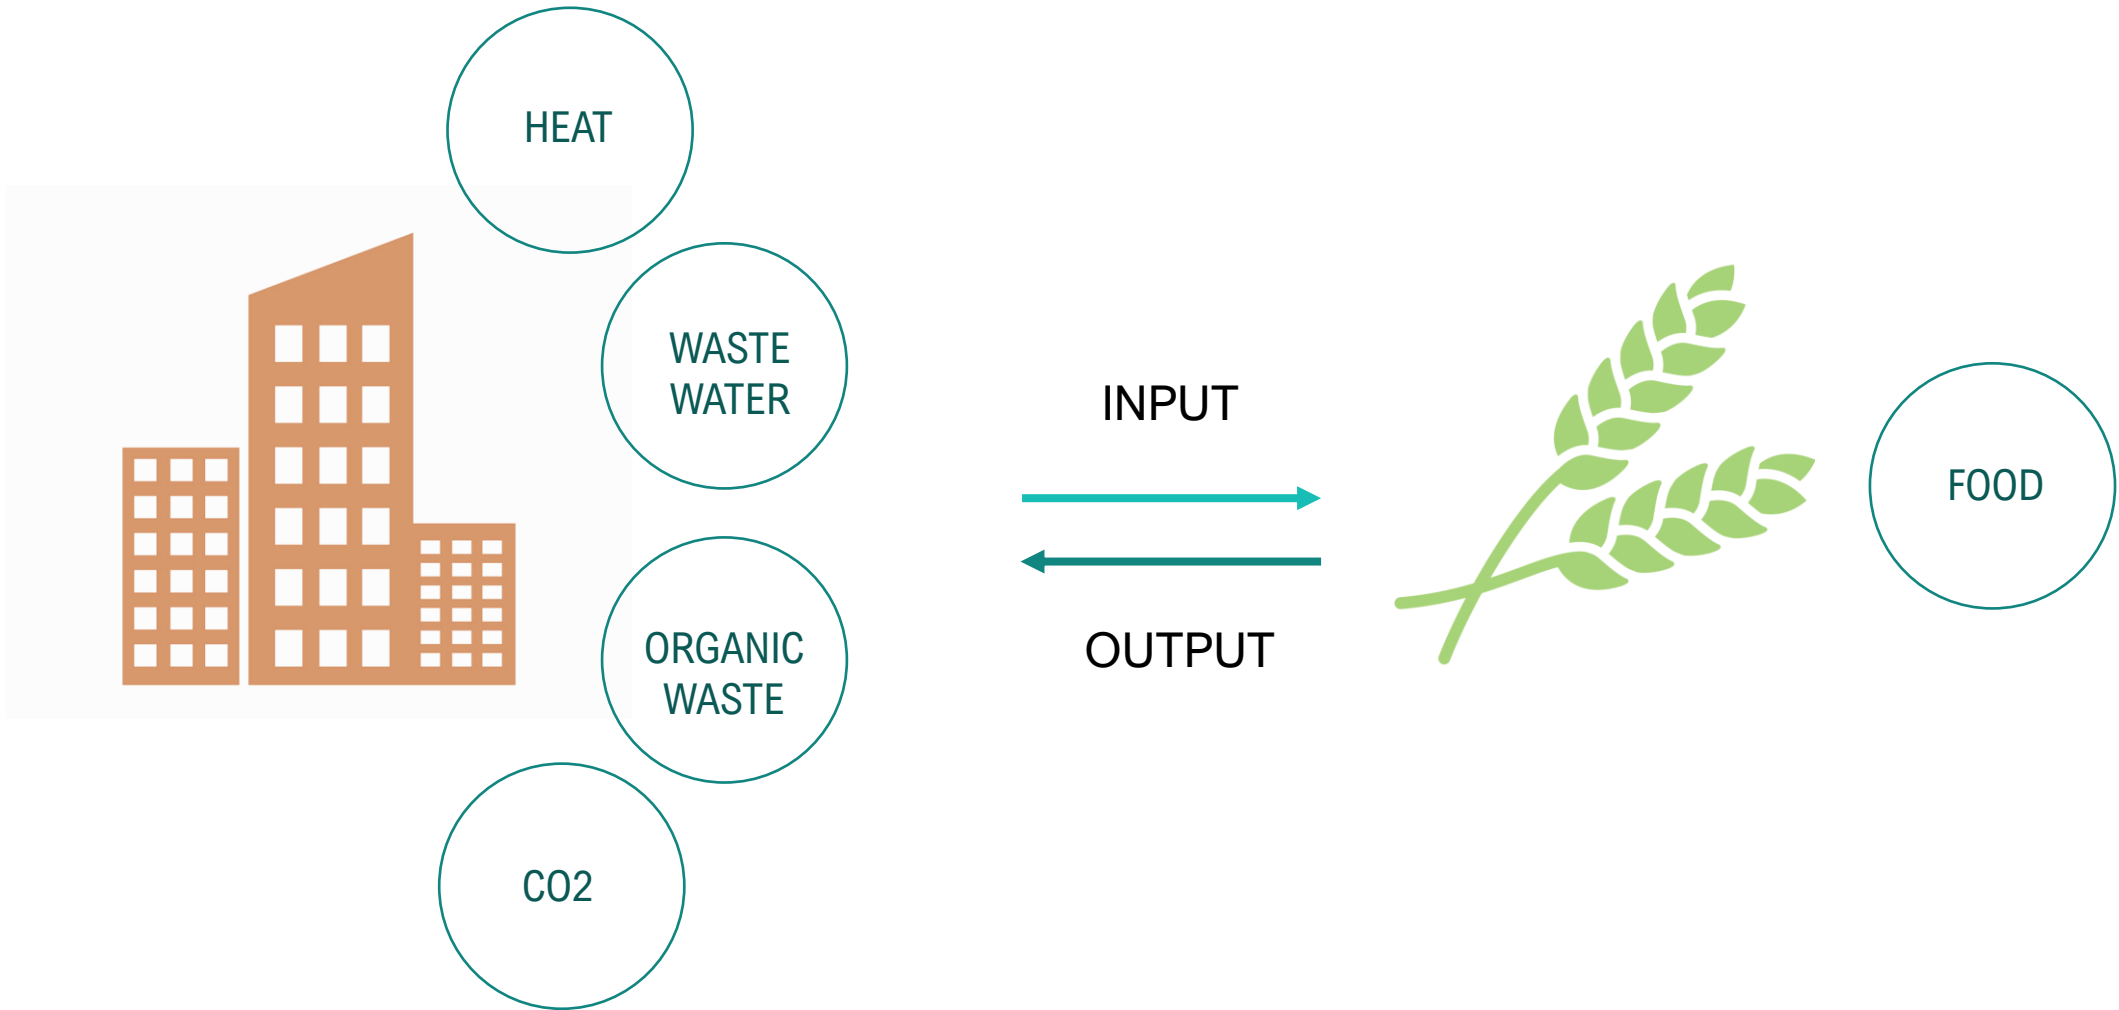 HEAT
WASTE
WATER
ORGANIC
WASTE
CO2
INPUT
OUTPUT
FOOD